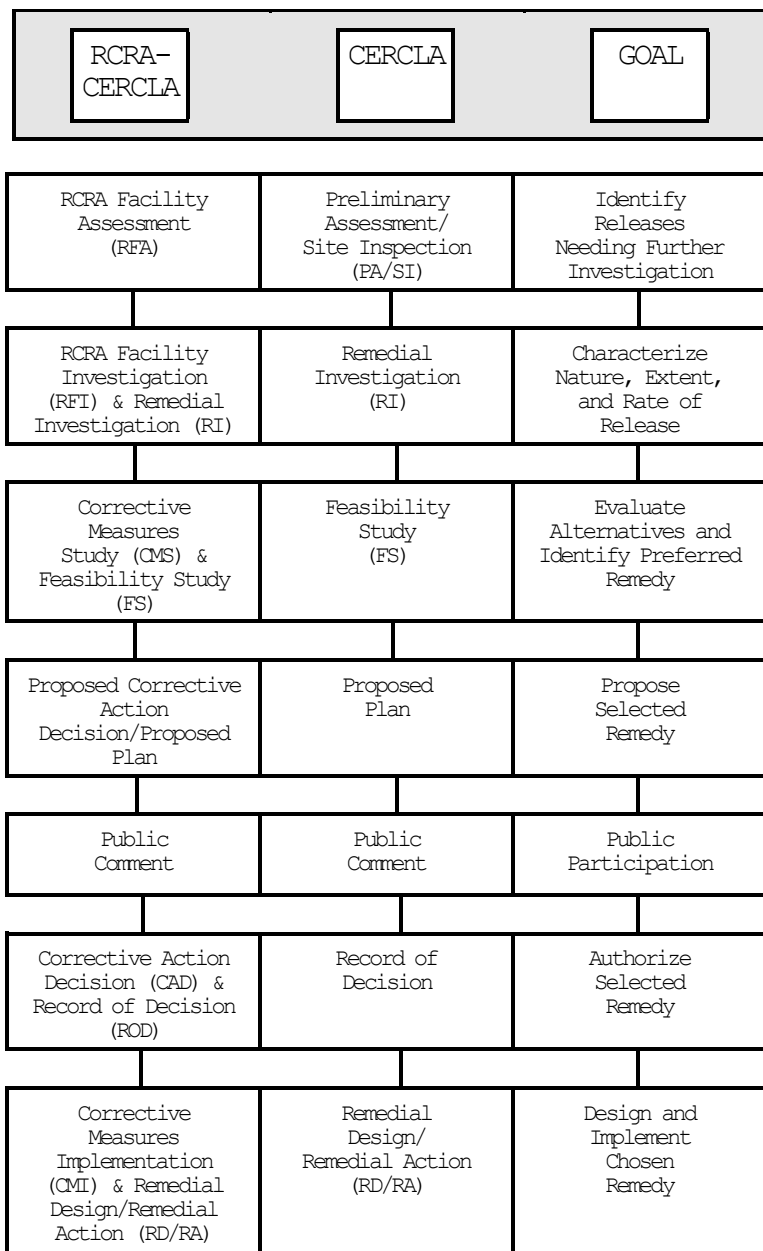 RCRA-
CERCLA
CERCLA
GOAL
RCRA Facility
Assessment
(RFA)
Preliminary
Assessment/
Site Inspection
(PA/SI)
Identify
Releases
Needing Further
Investigation
RCRA Facility
Investigation
(RFI) & Remedial
Investigation (RI)
Remedial
Investigation
(RI)
Characterize
Nature, Extent,
and Rate of
Release
Corrective
Measures
Study (CMS) &
Feasibility Study
(FS)
Feasibility
Study
(FS)
Evaluate
Alternatives and
Identify Preferred
Remedy
Proposed Corrective
Action
Decision/Proposed
Plan
Proposed
Plan
Propose
Selected
Remedy
Public
Comment
Public
Comment
Public
Participation
Corrective Action
Decision (CAD) &
Record of Decision
(ROD)
Record of
Decision
Authorize
Selected
Remedy
Corrective
Measures
Implementation
(CMI) & Remedial
Design/Remedial
Action (RD/RA)
Remedial
Design/
Remedial Action
(RD/RA)
Design and
Implement
Chosen
Remedy